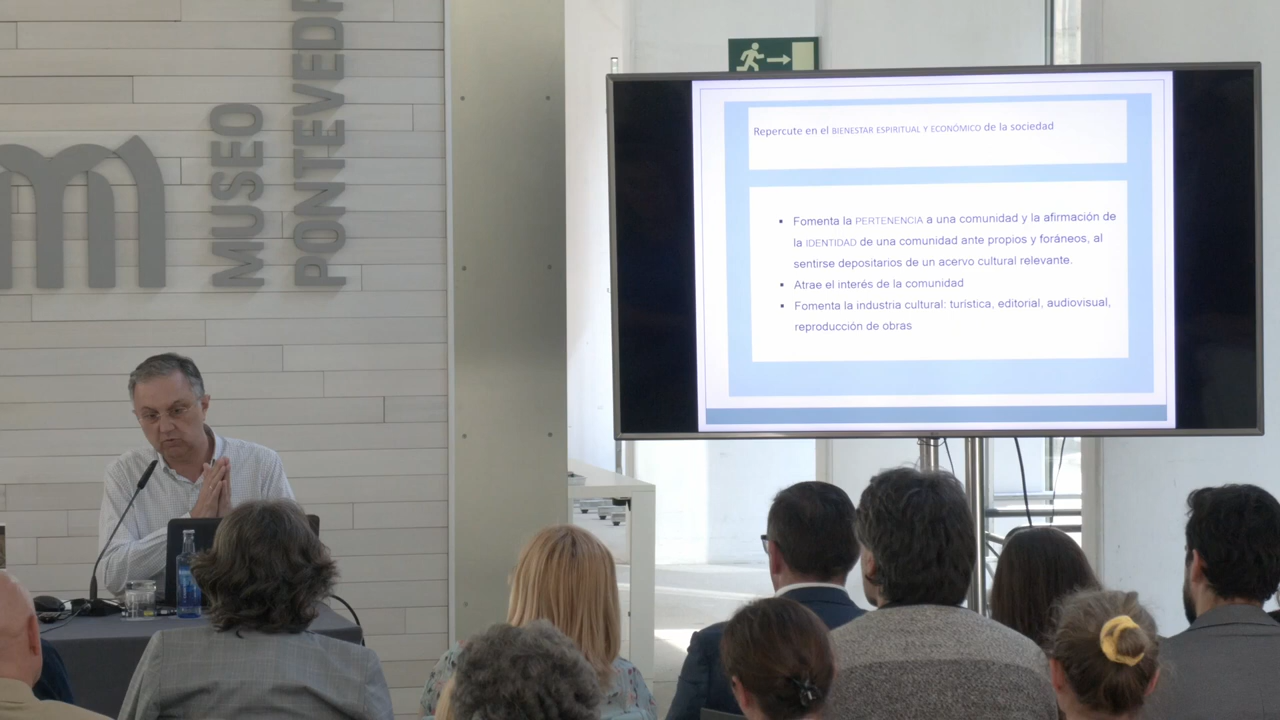 MUSEO
PONTEVEDR
Repercute en el BIENESTAR ESPIRITUAL Y ECONÓMICO de la sociedad
▪ Fomenta la PERTENENCIA a una comunidad y la afirmación de
la IDENTIDAD de una comunidad ante propios y foráneos, al
sentirse depositarios de un acervo cultural relevante.
▪ Atrae el interés de la comunidad
▪ Fomenta la industria cultural: turística, editorial, audiovisual,
reproducción de obras